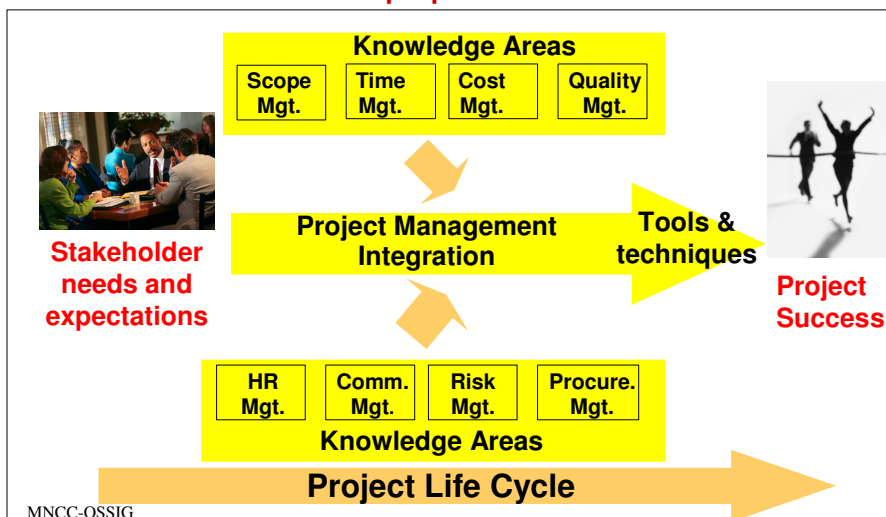 Knowledge Areas
Scope
Mgt.
Time
Mgt.
Cost
Mgt.
Quality
Mgt.
Stakeholder
needs and
expectations
Project Management
Integration
Tools &
techniques
Project
Success
HR
Mgt.
Comm.
Mgt.
Risk
Mgt.
Procure.
Mgt.
Knowledge Areas
Project Life Cycle
MNCC-OSSIG